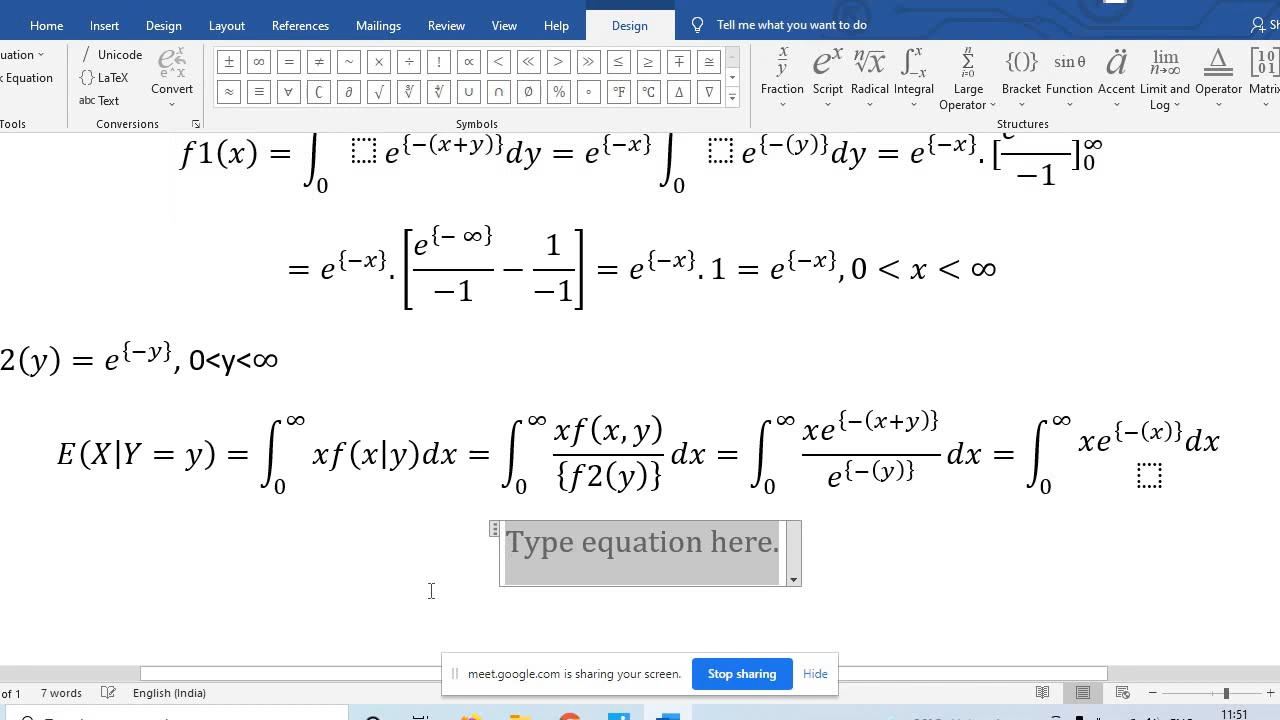 Home Insert Design Layout References Mailings Review View Help Design Tell me what you want to do
uation Unicode
Equation {} LaTeX Convert
abc Text
Fraction Script Radical Integral Large Operator Bracket Function Accent Limit and Log Operator Matri
ools Conversions Symbols Structures
f1(x) = ∫₀ ⬚ e^{−(x+y)} dy = e^{−x} ∫₀ ⬚ e^{−(y)} dy = e^{−x}. [ / −1]₀^∞
= e^{−x}. [e^{− ∞}/−1 − 1/−1] = e^{−x}. 1 = e^{−x}, 0 < x < ∞
2(y) = e^{−y}, 0<y<∞
E(X|Y = y) = ∫₀^∞ xf(x|y)dx = ∫₀^∞ xf(x, y)/{f2(y)} dx = ∫₀^∞ xe^{−(x+y)}/e^{−(y)} dx = ∫₀^∞ xe^{−(x)}dx/⬚
Type equation here.
meet.google.com is sharing your screen. Stop sharing Hide
of 1 7 words English (India)
11:51